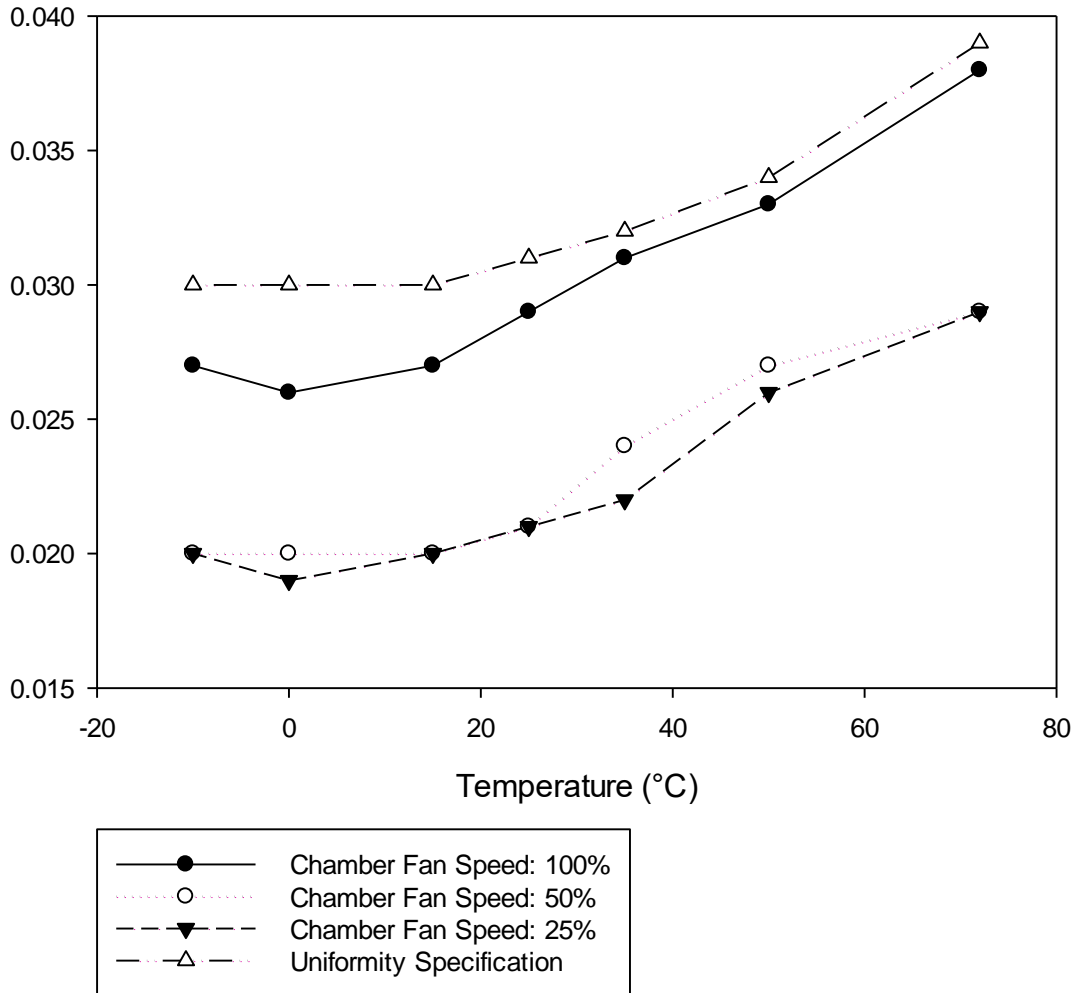 0.040
0.035
0.030
0.025
0.020
0.015
-20 0 20 40 60 80
Temperature (°C)
Chamber Fan Speed: 100%
Chamber Fan Speed: 50%
Chamber Fan Speed: 25%
Uniformity Specification